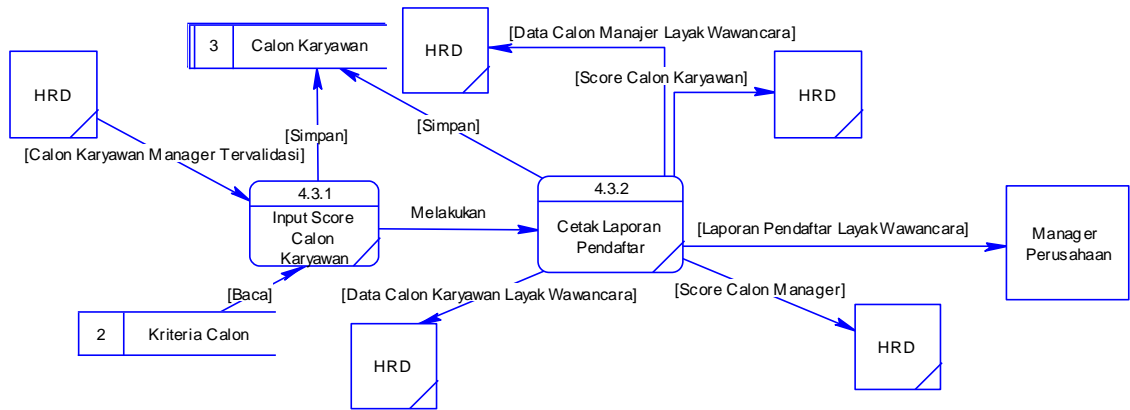 3
Calon Karyawan
HRD
[Data Calon Manajer Layak Wawancara]
HRD
[Score Calon Karyawan]
HRD
[Simpan]
[Simpan]
[Calon Karyawan Manager Tervalidasi]
4.3.1
Input Score
Calon
Karyawan
Melakukan
4.3.2
Cetak Laporan
Pendaftar
[Laporan Pendaftar Layak Wawancara]
Manager
Perusahaan
[Baca]
[Data Calon Karyawan Layak Wawancara]
[Score Calon Manager]
2
Kriteria Calon
HRD
HRD